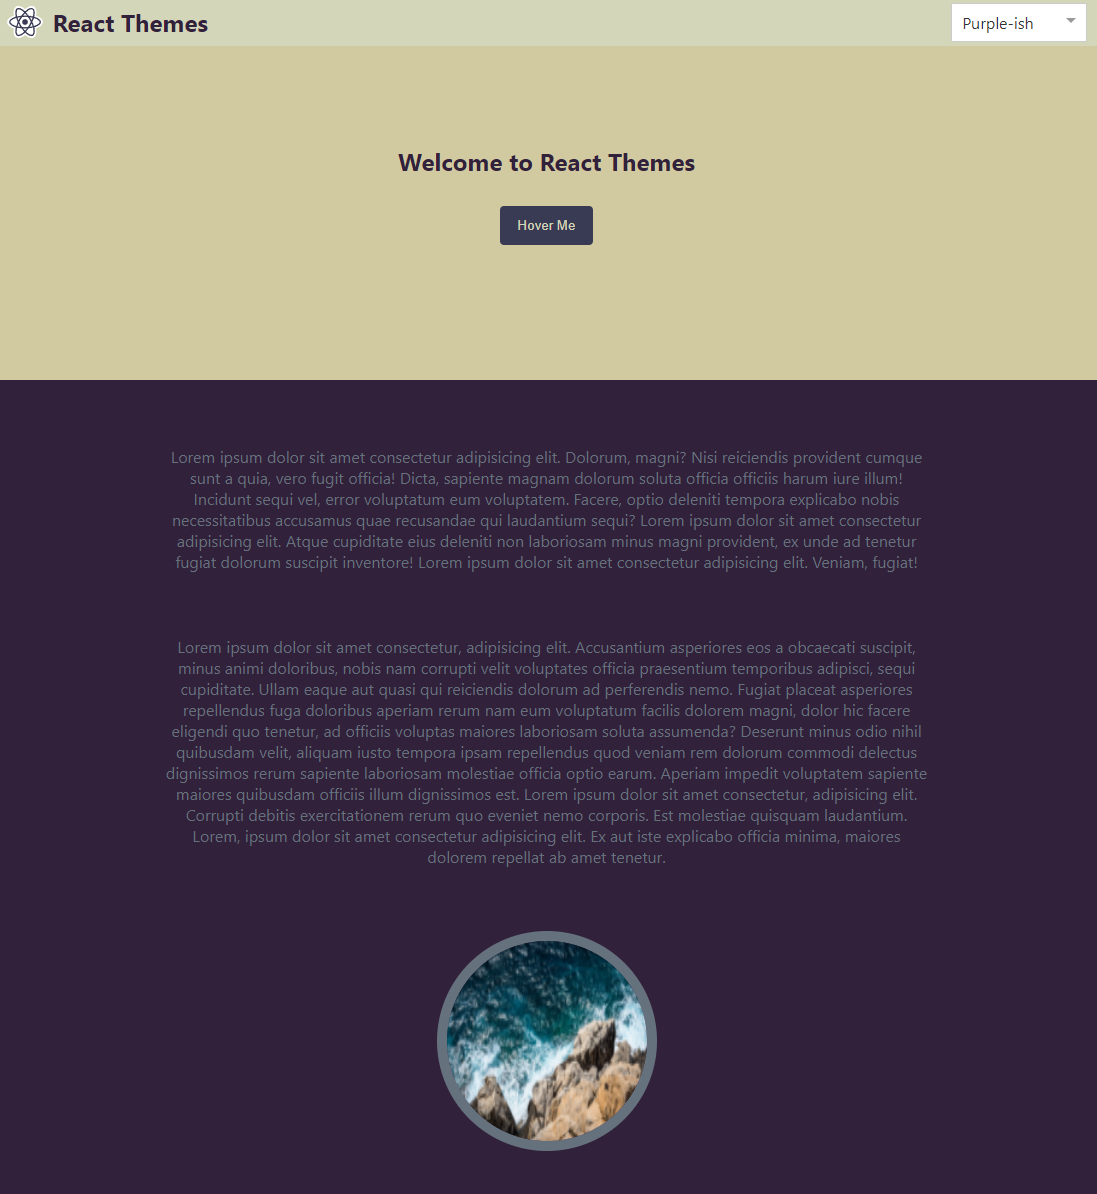 React Themes
Purple-ish
Welcome to React Themes
Hover Me
Lorem ipsum dolor sit amet consectetur adipisicing elit. Dolorum, magni? Nisi reiciendis provident cumque
sunt a quia, vero fugit officia! Dicta, sapiente magnam dolorum soluta officia officiis harum iure illum!
Incidunt sequi vel, error voluptatum eum voluptatem. Facere, optio deleniti tempora explicabo nobis
necessitatibus accusamus quae recusandae qui laudantium sequi? Lorem ipsum dolor sit amet consectetur
adipisicing elit. Atque cupiditate eius deleniti non laboriosam minus magni provident, ex unde ad tenetur
fugiat dolorum suscipit inventore! Lorem ipsum dolor sit amet consectetur adipisicing elit. Veniam, fugiat!
Lorem ipsum dolor sit amet consectetur, adipisicing elit. Accusantium asperiores eos a obcaecati suscipit,
minus animi doloribus, nobis nam corrupti velit voluptates officia praesentium temporibus adipisci, sequi
cupiditate. Ullam eaque aut quasi qui reiciendis dolorum ad perferendis nemo. Fugiat placeat asperiores
repellendus fuga doloribus aperiam rerum nam eum voluptatum facilis dolorem magni, dolor hic facere
eligendi quo tenetur, ad officiis voluptas maiores laboriosam soluta assumenda? Deserunt minus odio nihil
quibusdam velit, aliquam iusto tempora ipsam repellendus quod veniam rem dolorum commodi delectus
dignissimos rerum sapiente laboriosam molestiae officia optio earum. Aperiam impedit voluptatem sapiente
maiores quibusdam officiis illum dignissimos est. Lorem ipsum dolor sit amet consectetur, adipisicing elit.
Corrupti debitis exercitationem rerum quo eveniet nemo corporis. Est molestiae quisquam laudantium.
Lorem, ipsum dolor sit amet consectetur adipisicing elit. Ex aut iste explicabo officia minima, maiores
dolorem repellat ab amet tenetur.